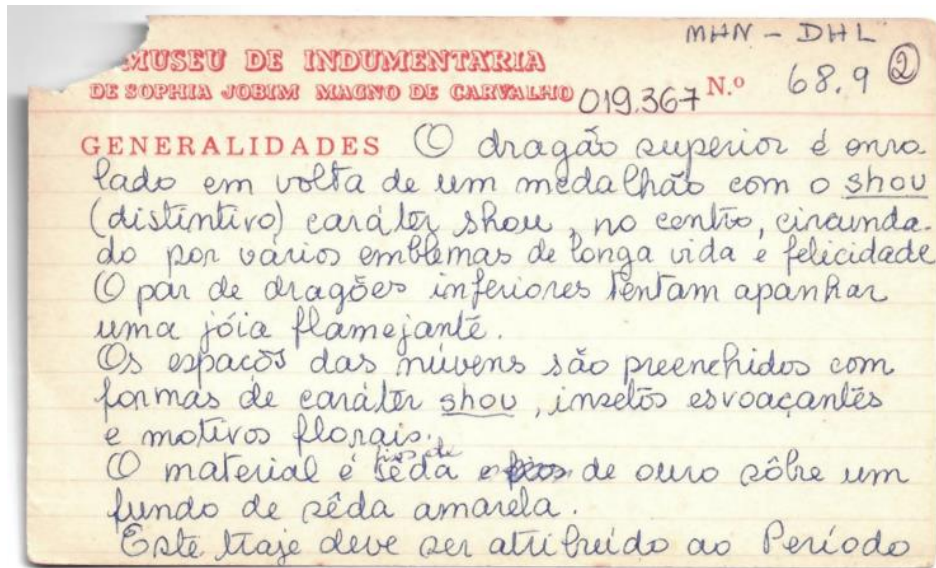 MHN - DHL
MUSEU DE INDUMENTARIA
DE SOPHIA JOBIM MAGNO DE CARVALHO 019.367 N.º 68.9 ②
GENERALIDADES O dragão superior é enro-
lado em volta de um medalhão com o shou
(distintivo) caráter shou, no centro, circunda-
do por vários emblemas de longa vida e felicidade
O par de dragões inferiores tentam apanhar
uma jóia flamejante.
Os espaços das núvens são preenchidos com
formas de caráter shou, insetos esvoaçantes
e motivos florais.
O material é fios de sêda e fios de ouro sôbre um
fundo de sêda amarela.
Este traje deve ser atribuído ao Período